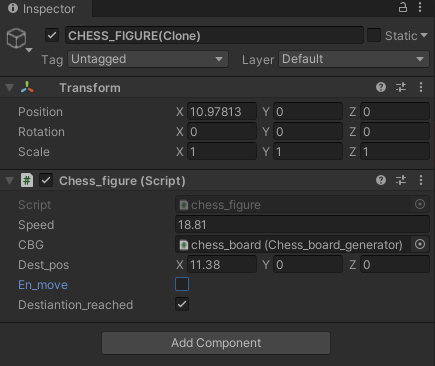 Inspector
CHESS_FIGURE(Clone) Static
Tag Untagged Layer Default
Transform
Position X 10.97813 Y 0 Z 0
Rotation X 0 Y 0 Z 0
Scale X 1 Y 1 Z 1
# Chess_figure (Script)
Script chess_figure
Speed 18.81
CBG chess_board (Chess_board_generator)
Dest_pos X 11.38 Y 0 Z 0
En_move
Destiantion_reached
Add Component